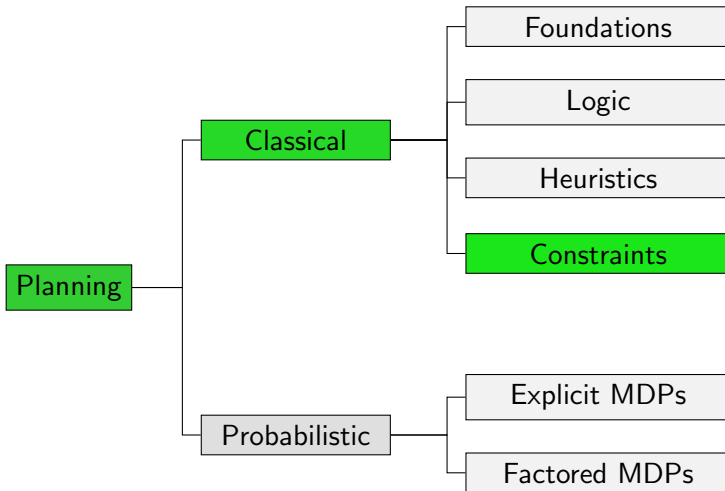 Planning
Classical
Foundations
Logic
Heuristics
Constraints
Probabilistic
Explicit MDPs
Factored MDPs